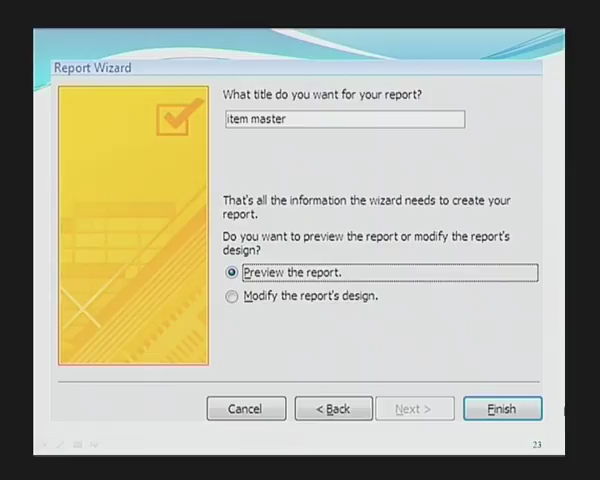 Report Wizard
What title do you want for your report?
item master
That's all the information the wizard needs to create your
report.
Do you want to preview the report or modify the report's
design?
Preview the report.
Modify the report's design.
Cancel
< Back
Next >
Finish
23